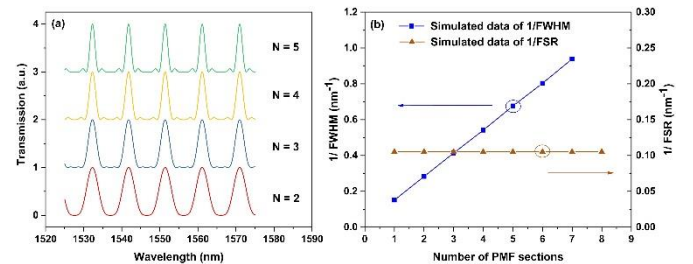 (a)
Transmission (a.u.)
5
4
3
2
1
0
N = 5
N = 4
N = 3
N = 2
1520 1530 1540 1550 1560 1570 1580 1590
Wavelength (nm)
(b)
Simulated data of 1/FWHM
Simulated data of 1/FSR
1/ FWHM (nm⁻¹)
1.2
1.0
0.8
0.6
0.4
0.2
0.0
0 1 2 3 4 5 6 7 8 9
Number of PMF sections
0.30
0.25
0.20
0.15
0.10
0.05
0.00
1/ FSR (nm⁻¹)